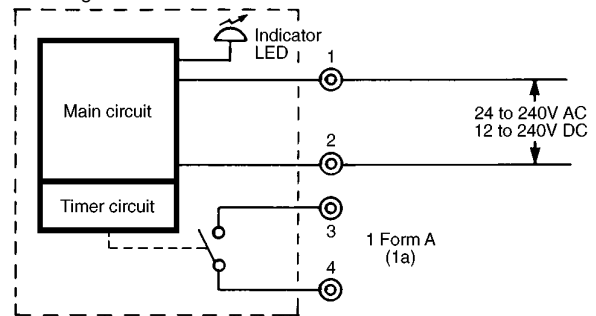 Indicator
LED
1
Main circuit
24 to 240V AC
12 to 240V DC
2
Timer circuit
3
1 Form A
(1a)
4